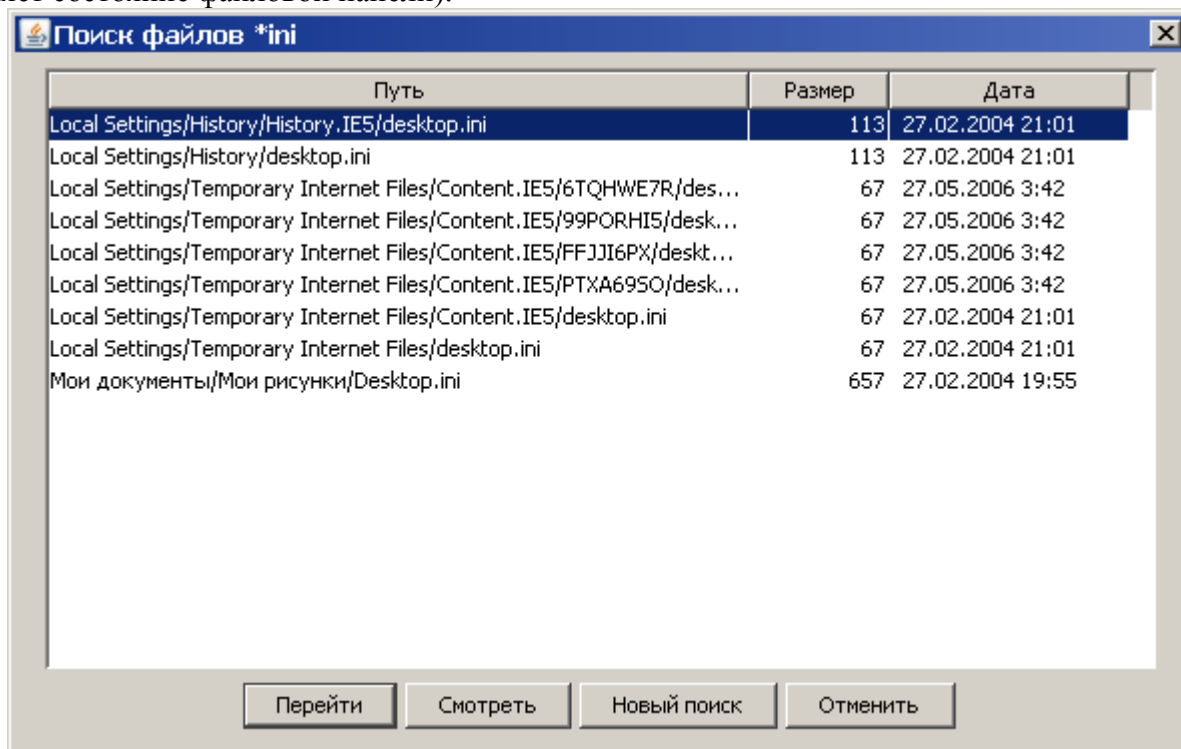 состояние файловой панели).
Поиск файлов *ini
Путь Размер Дата
Local Settings/History/History.IE5/desktop.ini 113 27.02.2004 21:01
Local Settings/History/desktop.ini 113 27.02.2004 21:01
Local Settings/Temporary Internet Files/Content.IE5/6TQHWE7R/des... 67 27.05.2006 3:42
Local Settings/Temporary Internet Files/Content.IE5/99PORHI5/desk... 67 27.05.2006 3:42
Local Settings/Temporary Internet Files/Content.IE5/FFJJI6PX/deskt... 67 27.05.2006 3:42
Local Settings/Temporary Internet Files/Content.IE5/PTXA69SO/desk... 67 27.05.2006 3:42
Local Settings/Temporary Internet Files/Content.IE5/desktop.ini 67 27.02.2004 21:01
Local Settings/Temporary Internet Files/desktop.ini 67 27.02.2004 21:01
Мои документы/Мои рисунки/Desktop.ini 657 27.02.2004 19:55
Перейти Смотреть Новый поиск Отменить